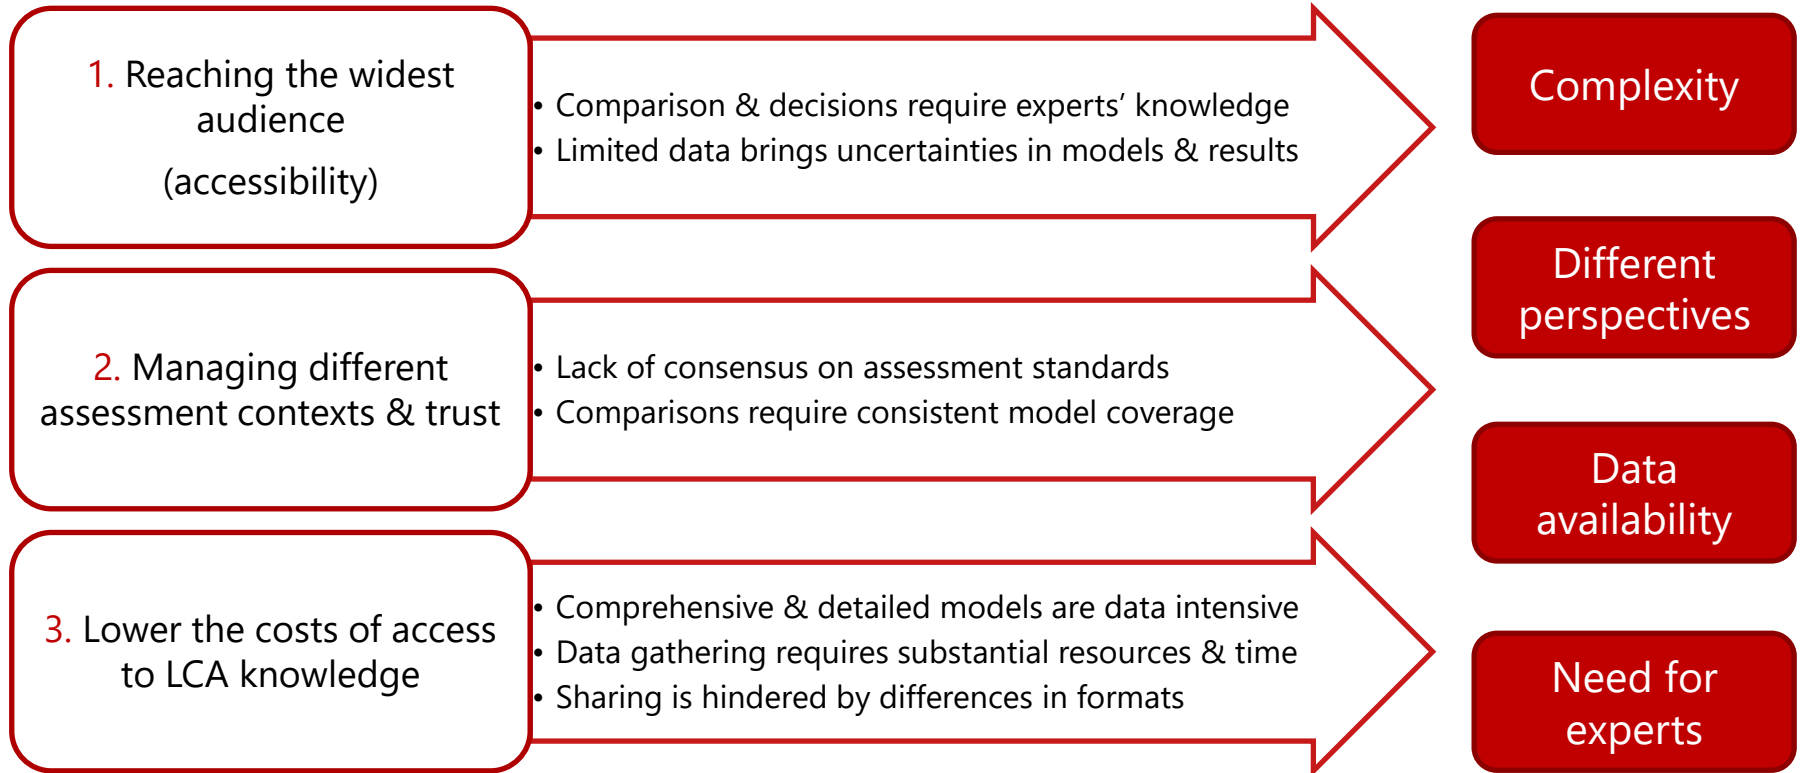 1. Reaching the widest
audience
(accessibility)
• Comparison & decisions require experts’ knowledge
• Limited data brings uncertainties in models & results
2. Managing different
assessment contexts & trust
• Lack of consensus on assessment standards
• Comparisons require consistent model coverage
3. Lower the costs of access
to LCA knowledge
• Comprehensive & detailed models are data intensive
• Data gathering requires substantial resources & time
• Sharing is hindered by differences in formats
Complexity
Different
perspectives
Data
availability
Need for
experts